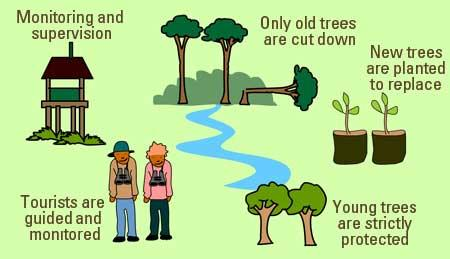 Monitoring and
supervision
Only old trees
are cut down
New trees
are planted
to replace
Tourists are
guided and
monitored
Young trees
are strictly
protected